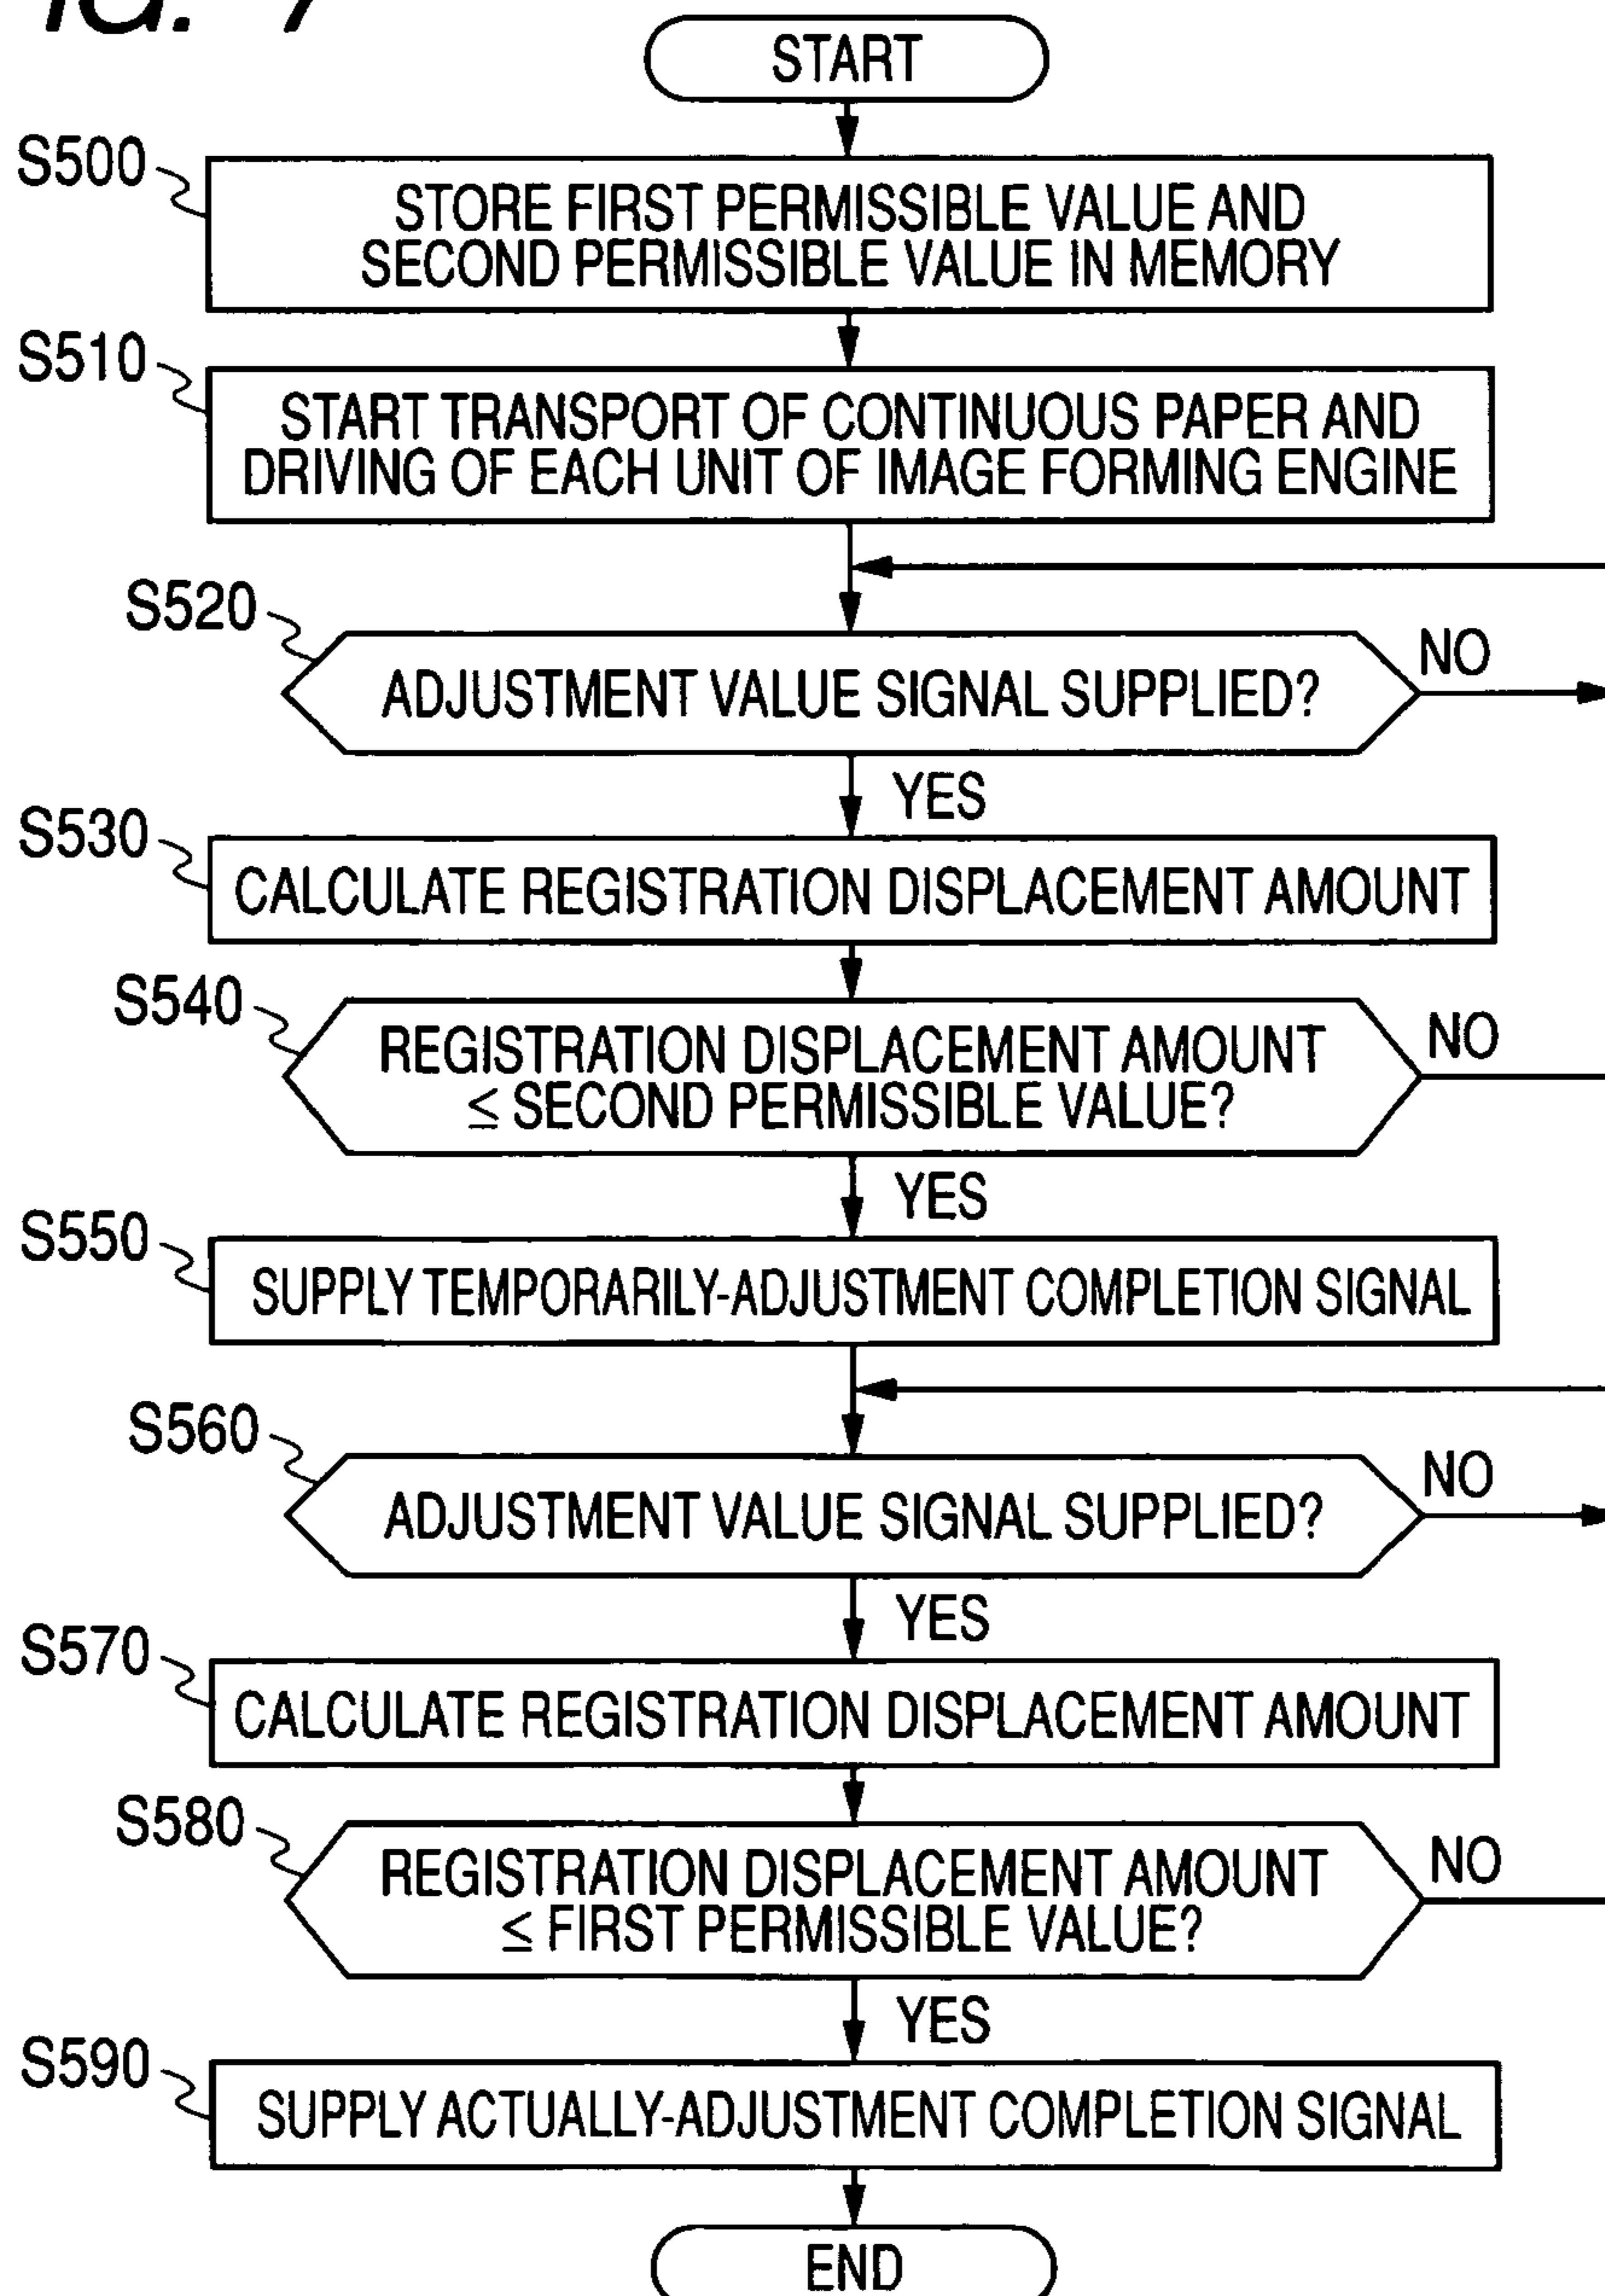 START
S500
STORE FIRST PERMISSIBLE VALUE AND
SECOND PERMISSIBLE VALUE IN MEMORY
S510
START TRANSPORT OF CONTINUOUS PAPER AND
DRIVING OF EACH UNIT OF IMAGE FORMING ENGINE
S520
ADJUSTMENT VALUE SIGNAL SUPPLIED?
NO
YES
S530
CALCULATE REGISTRATION DISPLACEMENT AMOUNT
S540
REGISTRATION DISPLACEMENT AMOUNT
≤ SECOND PERMISSIBLE VALUE?
NO
YES
S550
SUPPLY TEMPORARILY-ADJUSTMENT COMPLETION SIGNAL
S560
ADJUSTMENT VALUE SIGNAL SUPPLIED?
NO
YES
S570
CALCULATE REGISTRATION DISPLACEMENT AMOUNT
S580
REGISTRATION DISPLACEMENT AMOUNT
≤ FIRST PERMISSIBLE VALUE?
NO
YES
S590
SUPPLY ACTUALLY-ADJUSTMENT COMPLETION SIGNAL
END